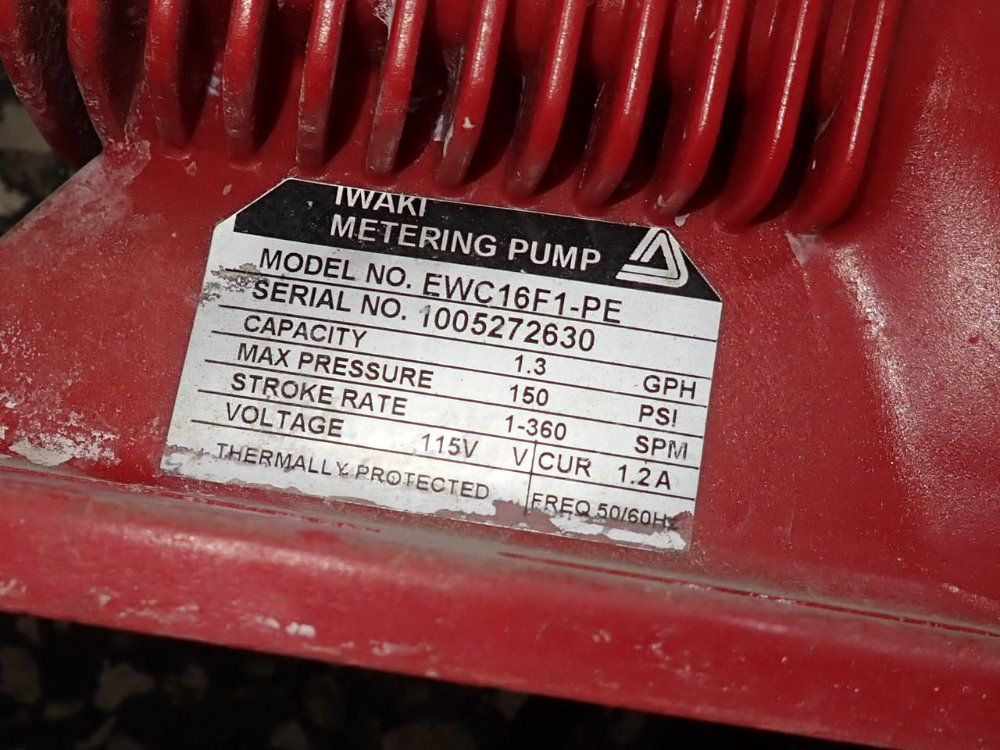 IWAKI
METERING PUMP
MODEL NO. EWC16F1-PE
SERIAL NO. 1005272630
CAPACITY 1.3 GPH
MAX PRESSURE 150 PSI
STROKE RATE 1-360 SPM
VOLTAGE 115V V CUR 1.2 A
THERMALLY PROTECTED FREQ 50/60Hz